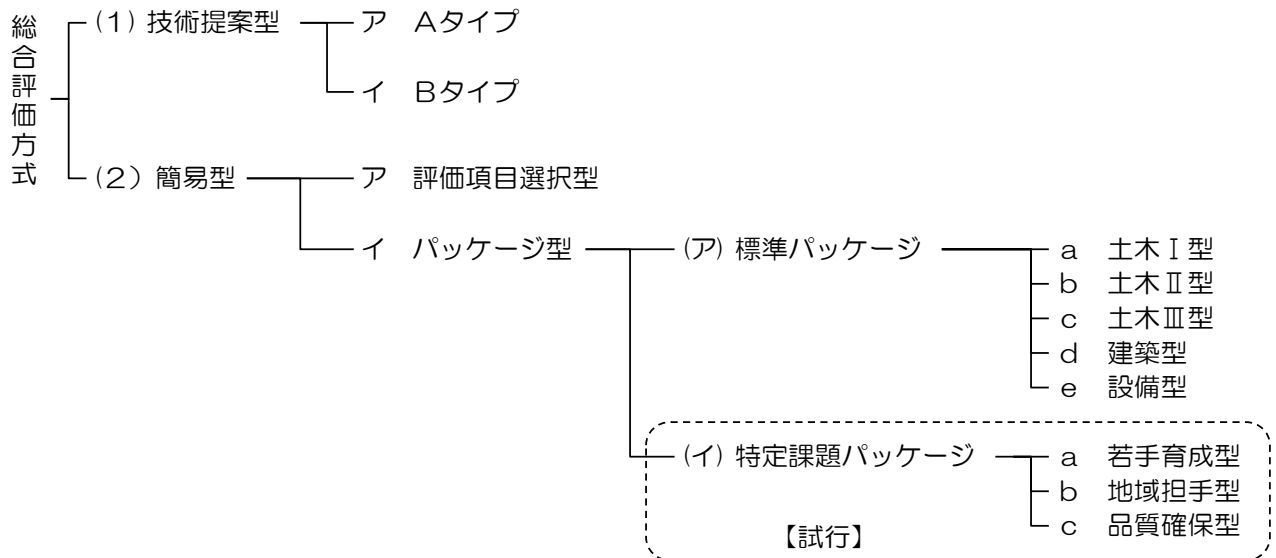 総合評価方式
(1) 技術提案型
ア Aタイプ
イ Bタイプ
(2) 簡易型
ア 評価項目選択型
イ パッケージ型
(ア) 標準パッケージ
a 土木Ⅰ型
b 土木Ⅱ型
c 土木Ⅲ型
d 建築型
e 設備型
(イ) 特定課題パッケージ
a 若手育成型
b 地域担手型
c 品質確保型
【試行】